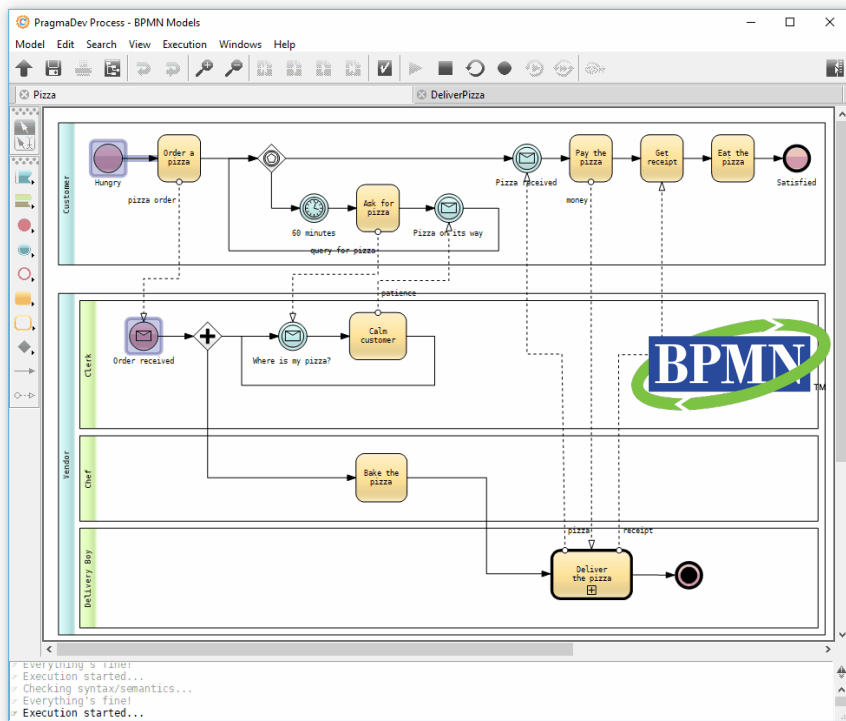 PragmaDev Process - BPMN Models
Model Edit Search View Execution Windows Help
Pizza
DeliverPizza
Customer
Hungry
Order a
pizza
pizza order
60 minutes
Ask for
pizza
query for pizza
Pizza on its way
Pizza received
Pay the
pizza
money
Get
receipt
Eat the
pizza
Satisfied
patience
Vendor
Clerk
Order received
Where is my pizza?
Calm
customer
BPMN
TM
Chef
Bake the
pizza
Delivery Boy
pizza
receipt
Deliver
the pizza
Everything's fine!
Execution started...
Checking syntax/semantics...
Everything's fine!
Execution started...